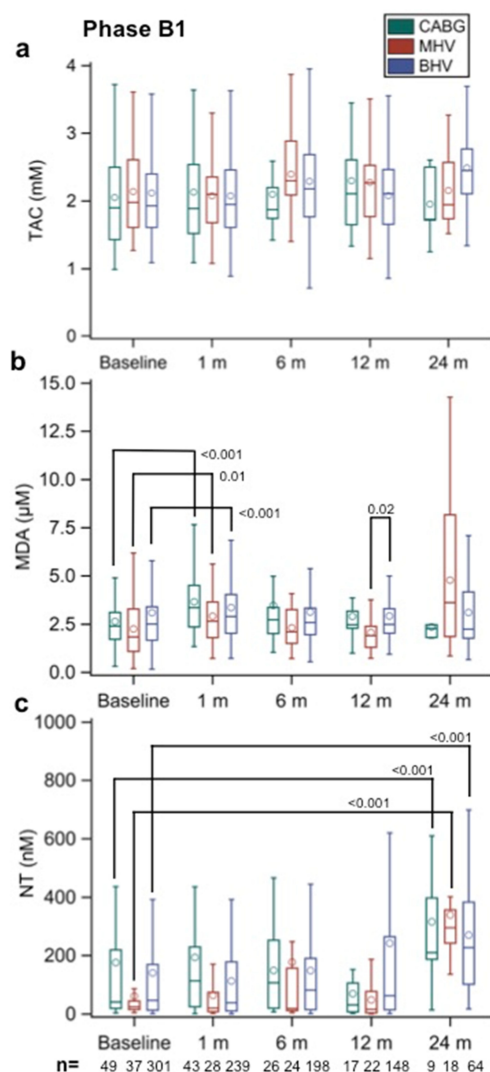 Phase B1
CABG
MHV
BHV
a
4
3
2
1
0
TAC (mM)
Baseline 1 m 6 m 12 m 24 m
b
15.0
12.5
10.0
7.5
5.0
2.5
0.0
MDA (µM)
<0.001
0.01
<0.001
0.02
Baseline 1 m 6 m 12 m 24 m
c
1000
800
600
400
200
0
NT (nM)
<0.001
<0.001
<0.001
Baseline 1 m 6 m 12 m 24 m
n= 49 37 301 43 28 239 26 24 198 17 22 148 9 18 64